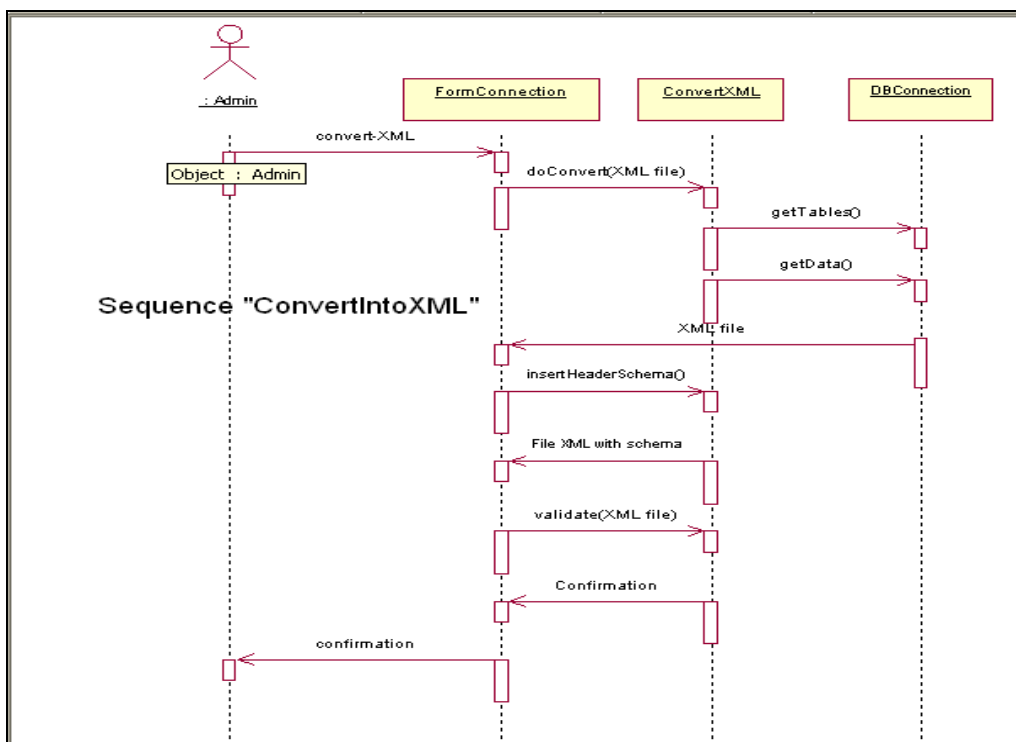 : Admin
FormConnection
ConvertXML
DBConnection
convert-XML
Object : Admin
doConvert(XML file)
getTables()
getData()
Sequence "ConvertIntoXML"
XML file
insertHeaderSchema()
File XML with schema
validate(XML file)
Confirmation
confirmation